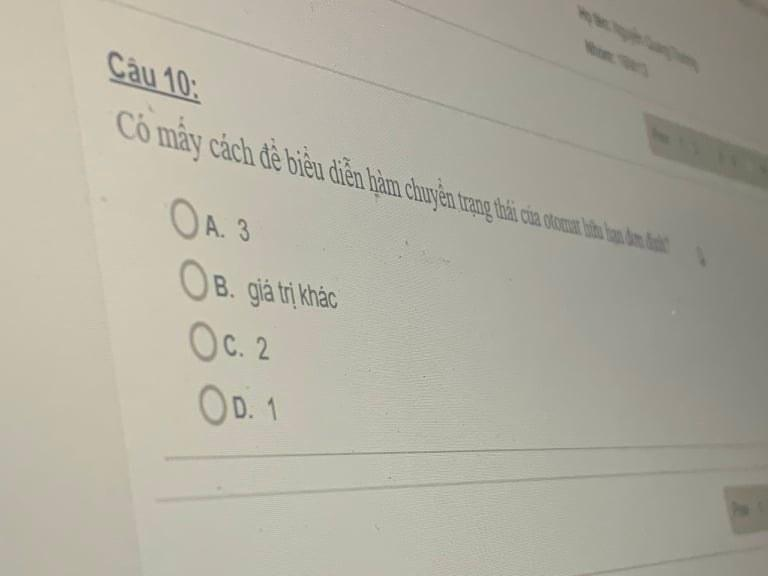 Câu 10:
Có mấy cách để biểu diễn hàm chuyển trạng thái của otomat hữu hạn đơn định?
A. 3
B. giá trị khác
C. 2
D. 1